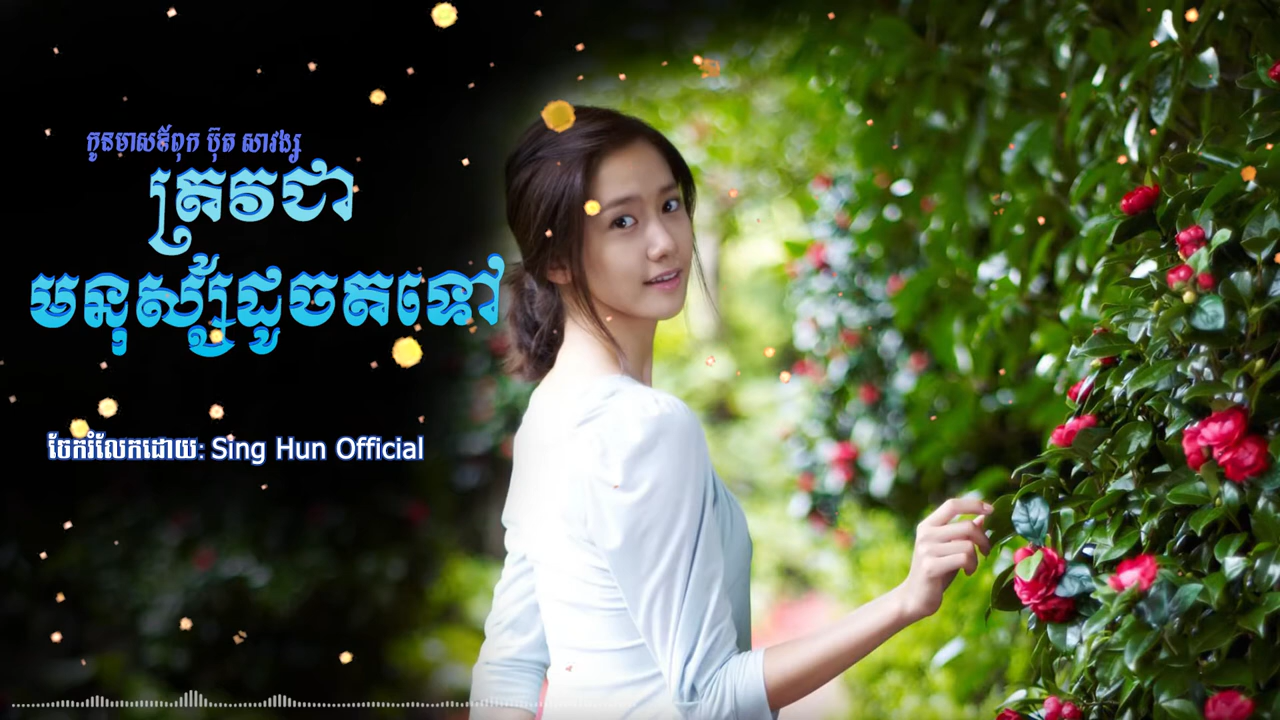 កូនមាសឪពុក ប៊ុត សាវង្ស
ត្រូវជា
មនុស្ស័ដូចតទៅ
ចែករំលែកដោយ: Sing Hun Official